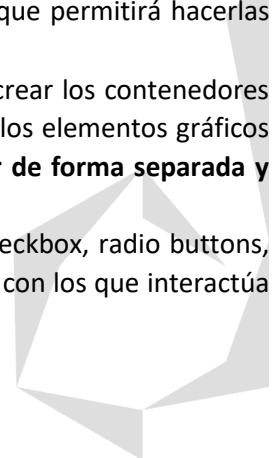 que permitirá hacerlas
crear los contenedores
los elementos gráficos
r de forma separada y
eckbox, radio buttons,
con los que interactúa